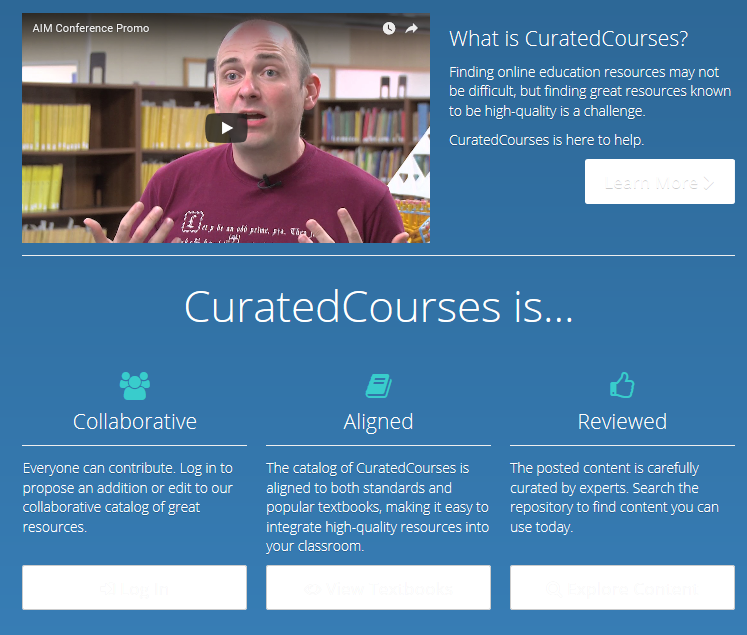 AIM Conference Promo
What is CuratedCourses?
Finding online education resources may not
be difficult, but finding great resources known
to be high-quality is a challenge.
CuratedCourses is here to help.
Learn More
CuratedCourses is...
Collaborative
Everyone can contribute. Log in to
propose an addition or edit to our
collaborative catalog of great
resources.
Log In
Aligned
The catalog of CuratedCourses is
aligned to both standards and
popular textbooks, making it easy to
integrate high-quality resources into
your classroom.
View Textbooks
Reviewed
The posted content is carefully
curated by experts. Search the
repository to find content you can
use today.
Explore Content